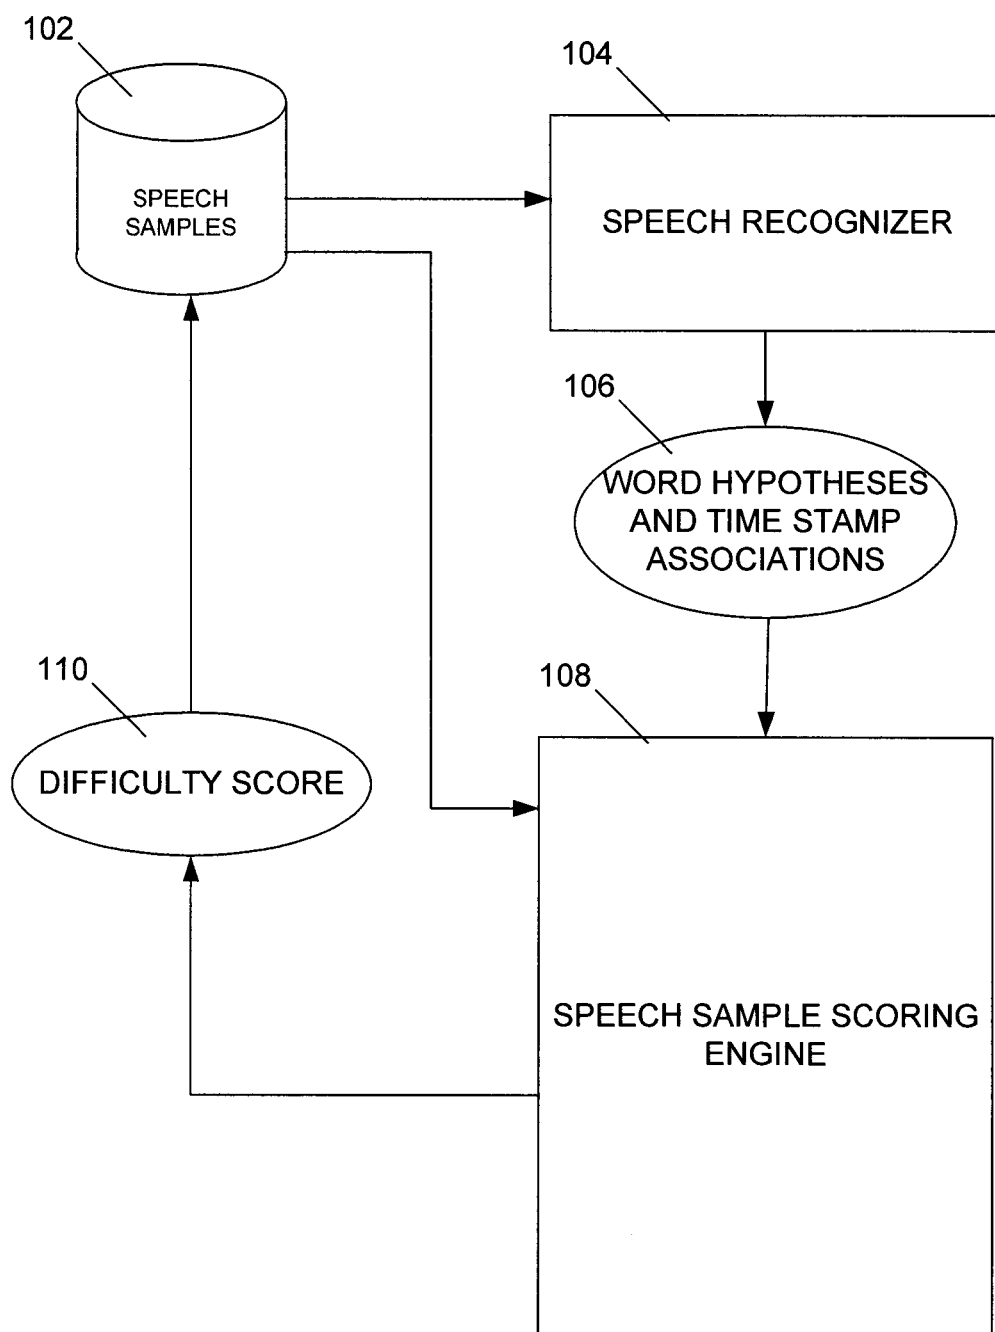 102
104
SPEECH
SAMPLES
SPEECH RECOGNIZER
106
WORD HYPOTHESES
AND TIME STAMP
ASSOCIATIONS
110
108
DIFFICULTY SCORE
SPEECH SAMPLE SCORING
ENGINE